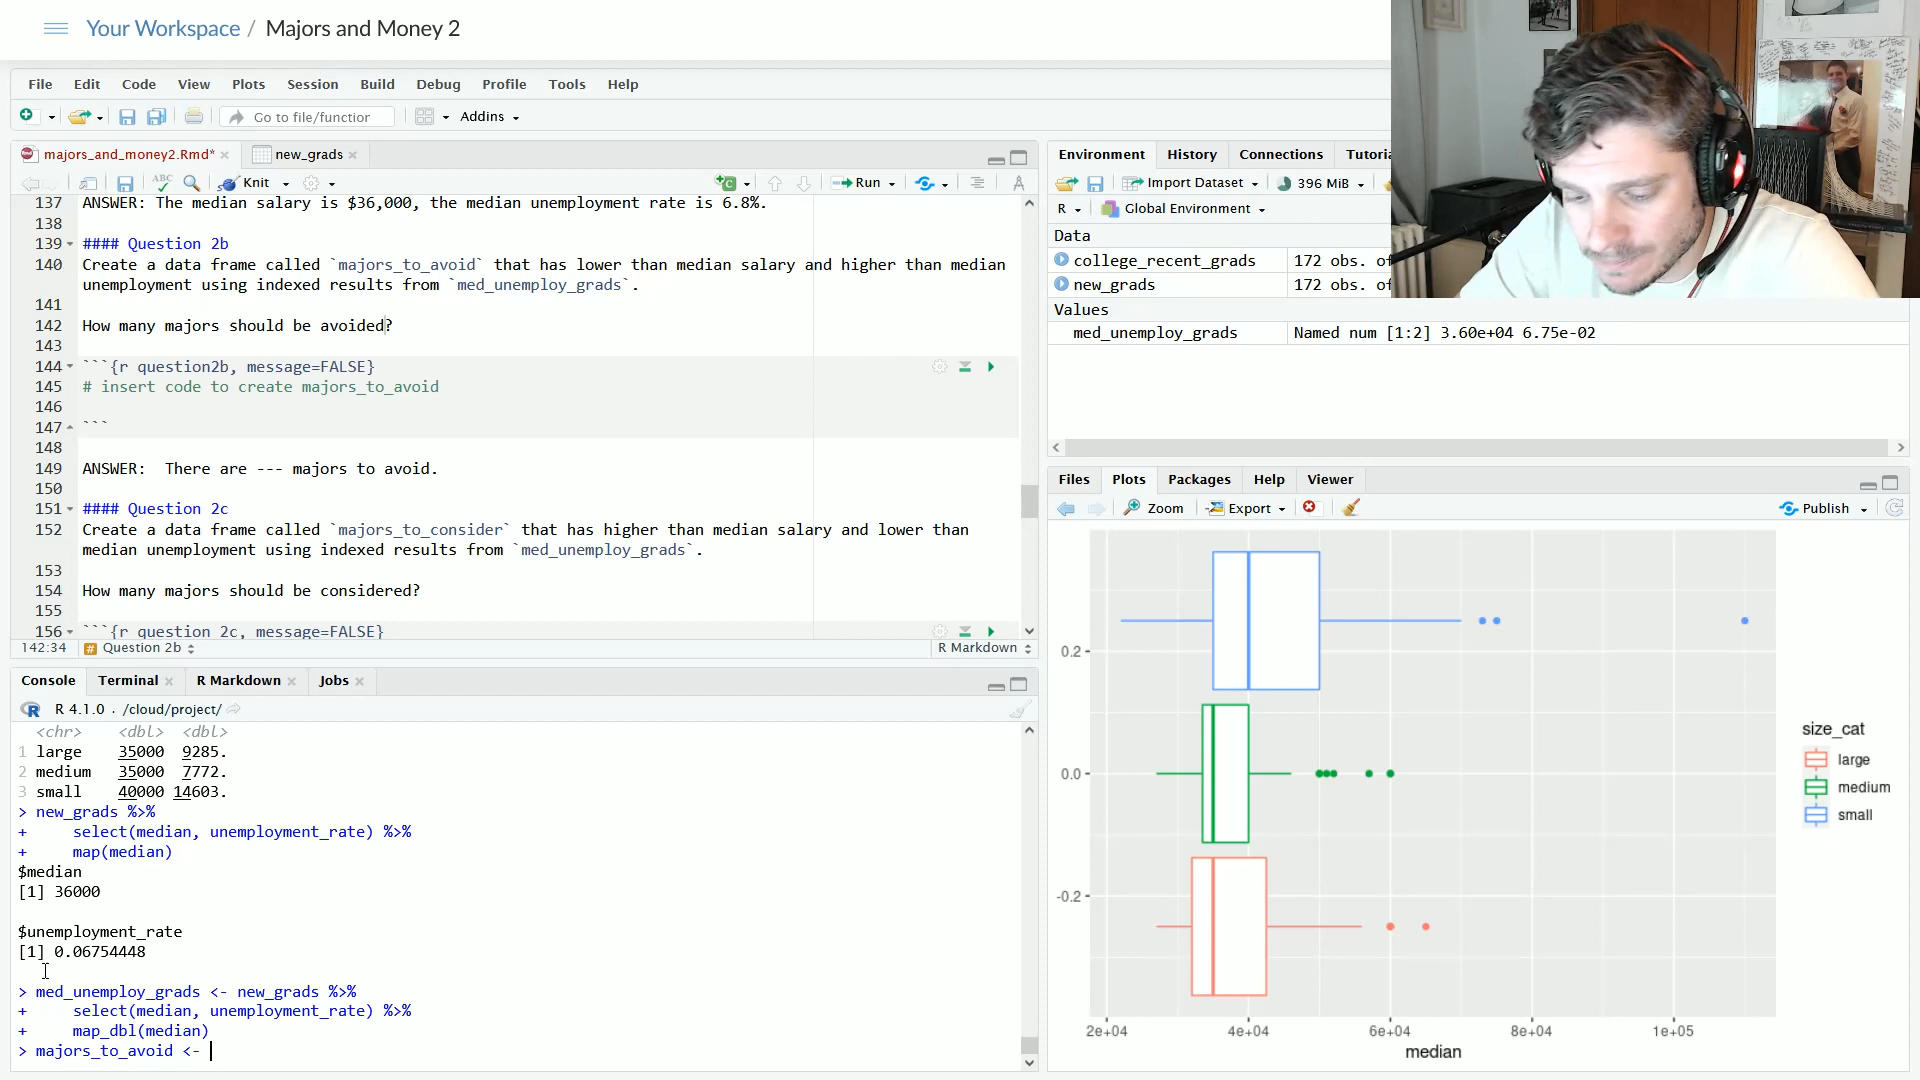 Your Workspace / Majors and Money 2
File Edit Code View Plots Session Build Debug Profile Tools Help
Go to file/function Addins
majors_and_money2.Rmd* new_grads
ABC Knit Run
137 ANSWER: The median salary is $36,000, the median unemployment rate is 6.8%.
138
139 #### Question 2b
140 Create a data frame called `majors_to_avoid` that has lower than median salary and higher than median
unemployment using indexed results from `med_unemploy_grads`.
141
142 How many majors should be avoided?
143
144 ```{r question2b, message=FALSE}
145 # insert code to create majors_to_avoid
146
147 ```
148
149 ANSWER:  There are --- majors to avoid.
150
151 #### Question 2c
152 Create a data frame called `majors_to_consider` that has higher than median salary and lower than
median unemployment using indexed results from `med_unemploy_grads`.
153
154 How many majors should be considered?
155
156 ```{r question 2c, message=FALSE}
142:34 # Question 2b R Markdown
Console Terminal R Markdown Jobs
R 4.1.0 . /cloud/project/
<chr> <dbl> <dbl>
1 large 35000 9285.
2 medium 35000 7772.
3 small 40000 14603.
> new_grads %>%
+ select(median, unemployment_rate) %>%
+ map(median)
$median
[1] 36000
$unemployment_rate
[1] 0.06754448
> med_unemploy_grads <- new_grads %>%
+ select(median, unemployment_rate) %>%
+ map_dbl(median)
> majors_to_avoid <-
Environment History Connections
Import Dataset 396 MiB
R Global Environment
Data
college_recent_grads 172 obs. of
new_grads 172 obs. of
Values
med_unemploy_grads Named num [1:2] 3.60e+04 6.75e-02
Files Plots Packages Help Viewer
Zoom Export Publish
0.2
0.0
-0.2
2e+04 4e+04 6e+04 8e+04 1e+05
median
size_cat
large
medium
small